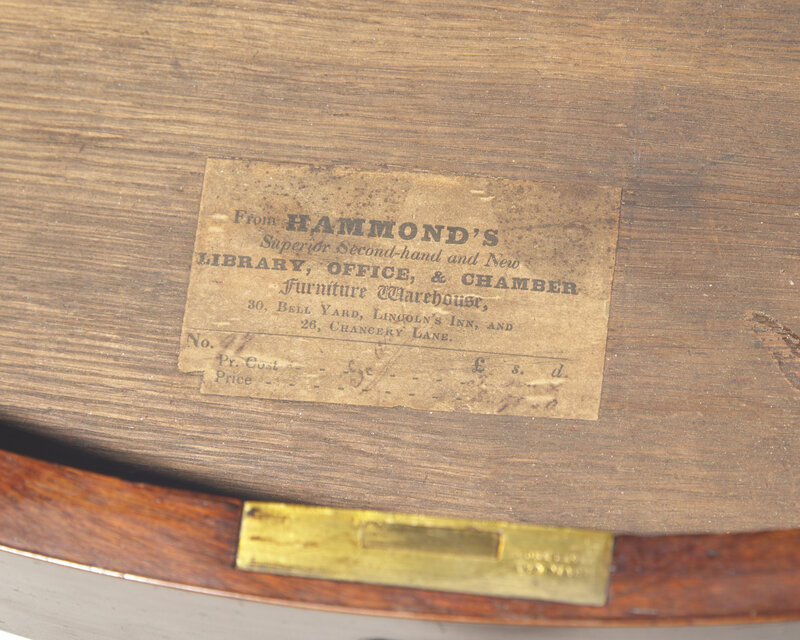 From HAMMOND'S
Superior Second-hand and New
LIBRARY, OFFICE, & CHAMBER
Furniture Warehouse,
30, BELL YARD, LINCOLN'S INN, AND
26, CHANCERY LANE.
No.
Pr. Cost - - - £ s. d.
Price - - - -